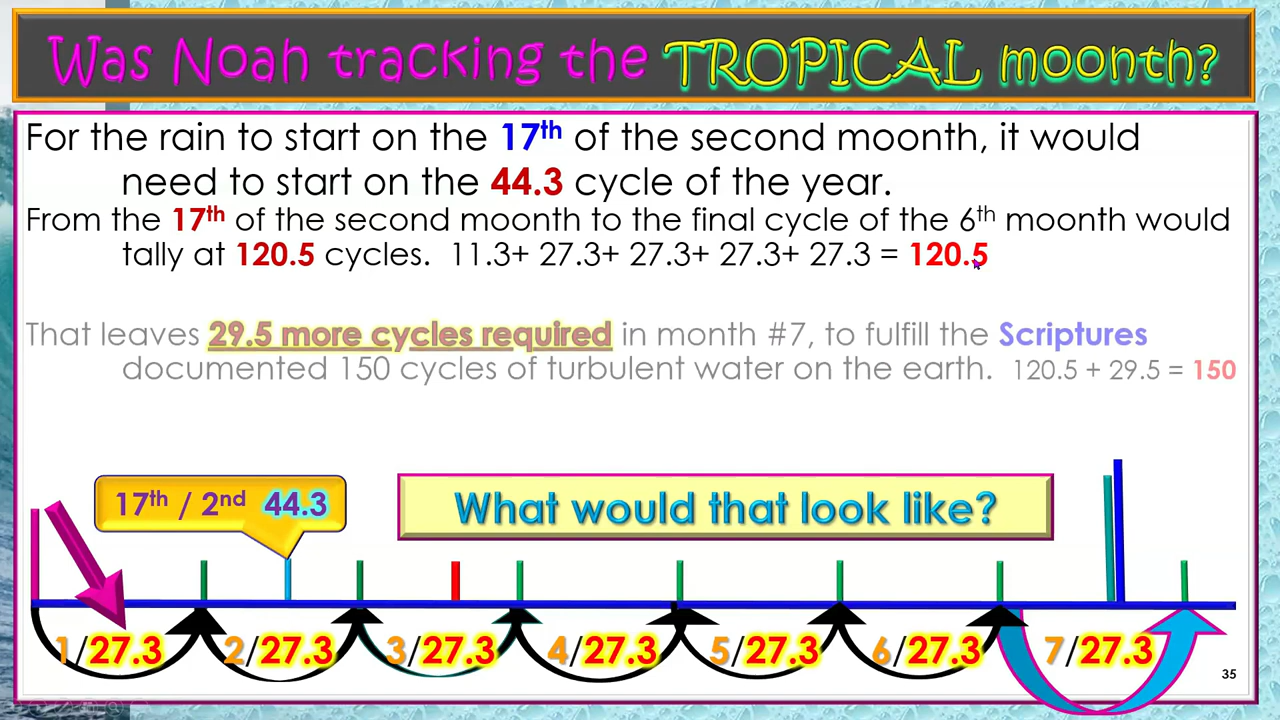 Was Noah tracking the TROPICAL moonth?
For the rain to start on the 17th of the second moonth, it would
need to start on the 44.3 cycle of the year.
From the 17th of the second moonth to the final cycle of the 6th moonth would
tally at 120.5 cycles. 11.3+ 27.3+ 27.3+ 27.3+ 27.3 = 120.5
That leaves 29.5 more cycles required in month #7, to fulfill the Scriptures
documented 150 cycles of turbulent water on the earth. 120.5 + 29.5 = 150
17th / 2nd 44.3
What would that look like?
1/27.3 2/27.3 3/27.3 4/27.3 5/27.3 6/27.3 7/27.3
35